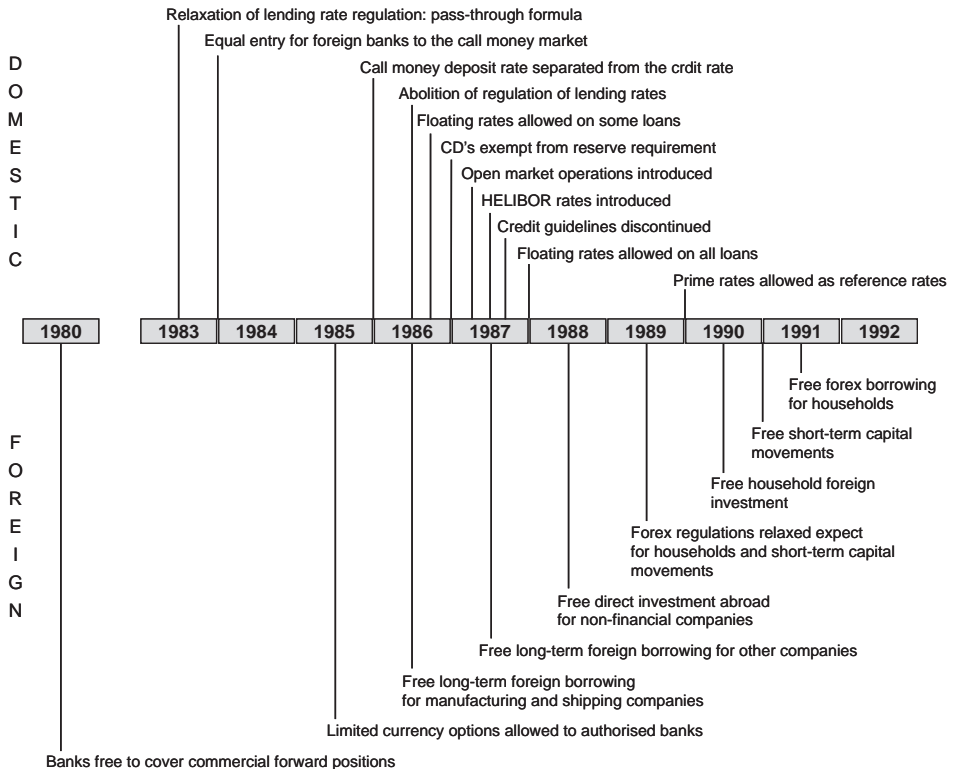 Relaxation of lending rate regulation: pass-through formula
Equal entry for foreign banks to the call money market
Call money deposit rate separated from the crdit rate
Abolition of regulation of lending rates
Floating rates allowed on some loans
CD's exempt from reserve requirement
Open market operations introduced
HELIBOR rates introduced
Credit guidelines discontinued
Floating rates allowed on all loans
Prime rates allowed as reference rates
D
O
M
E
S
T
I
C
1980 1983 1984 1985 1986 1987 1988 1989 1990 1991 1992
F
O
R
E
I
G
N
Free forex borrowing
for households
Free short-term capital
movements
Free household foreign
investment
Forex regulations relaxed expect
for households and short-term capital
movements
Free direct investment abroad
for non-financial companies
Free long-term foreign borrowing for other companies
Free long-term foreign borrowing
for manufacturing and shipping companies
Limited currency options allowed to authorised banks
Banks free to cover commercial forward positions